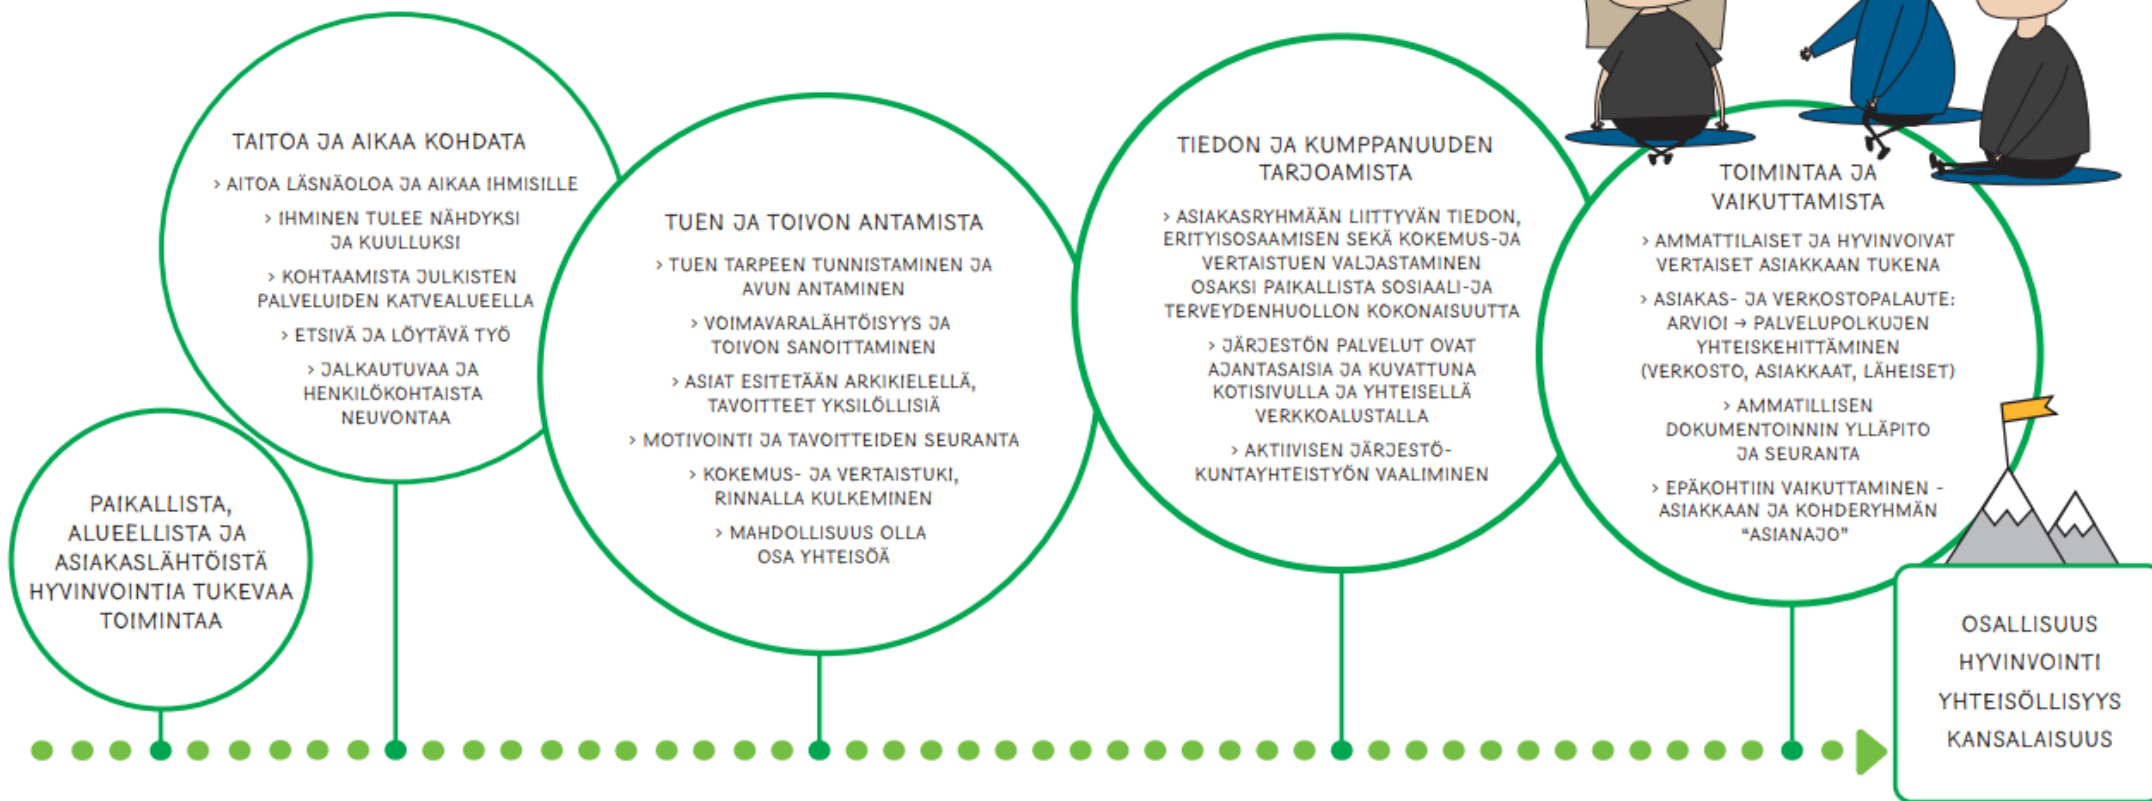 PAIKALLISTA,
ALUEELLISTA JA
ASIAKASLÄHTÖISTÄ
HYVINVOINTIA TUKEVAA
TOIMINTAA
TAITOA JA AIKAA KOHDATA
> AITOA LÄSNÄOLOA JA AIKAA IHMISILLE
> IHMINEN TULEE NÄHDYKSI
JA KUULLUKSI
> KOHTAAMISTA JULKISTEN
PALVELUIDEN KATVEALUEELLA
> ETSIVÄ JA LÖYTÄVÄ TYÖ
> JALKAUTUVAA JA
HENKILÖKOHTAISTA
NEUVONTAA
TUEN JA TOIVON ANTAMISTA
> TUEN TARPEEN TUNNISTAMINEN JA
AVUN ANTAMINEN
> VOIMAVARALÄHTÖISYYS JA
TOIVON SANOITTAMINEN
> ASIAT ESITETÄÄN ARKIKIELELLÄ,
TAVOITTEET YKSILÖLLISIÄ
> MOTIVOINTI JA TAVOITTEIDEN SEURANTA
> KOKEMUS- JA VERTAISTUKI,
RINNALLA KULKEMINEN
> MAHDOLLISUUS OLLA
OSA YHTEISÖÄ
TIEDON JA KUMPPANUUDEN
TARJOAMISTA
> ASIAKASRYHMÄÄN LIITTYVÄN TIEDON,
ERITYISOSAAMISEN SEKÄ KOKEMUS-JA
VERTAISTUEN VALJASTAMINEN
OSAKSI PAIKALLISTA SOSIAALI-JA
TERVEYDENHUOLLON KOKONAISUUTTA
> JÄRJESTÖN PALVELUT OVAT
AJANTASAISIA JA KUVATTUNA
KOTISIVULLA JA YHTEISELLÄ
VERKKOALUSTALLA
> AKTIIVISEN JÄRJESTÖ-
KUNTAYHTEISTYÖN VAALIMINEN
TOIMINTAA JA
VAIKUTTAMISTA
> AMMATTILAISET JA HYVINVOIVAT
VERTAISET ASIAKKAAN TUKENA
> ASIAKAS- JA VERKOSTOPALAUTE:
ARVIOI → PALVELUPOLKUJEN
YHTEISKEHITTÄMINEN
(VERKOSTO, ASIAKKAAT, LÄHEISET)
> AMMATILLISEN
DOKUMENTOINNIN YLLÄPITO
JA SEURANTA
> EPÄKOHTIIN VAIKUTTAMINEN -
ASIAKKAAN JA KOHDERYHMÄN
"ASIANAJO"
OSALLISUUS
HYVINVOINTI
YHTEISÖLLISYYS
KANSALAISUUS